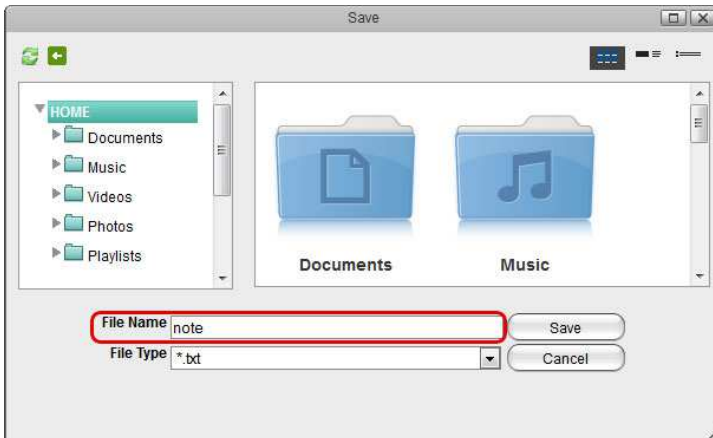 Save
HOME
Documents
Music
Videos
Photos
Playlists
Documents Music
File Name note Save
File Type *.txt Cancel